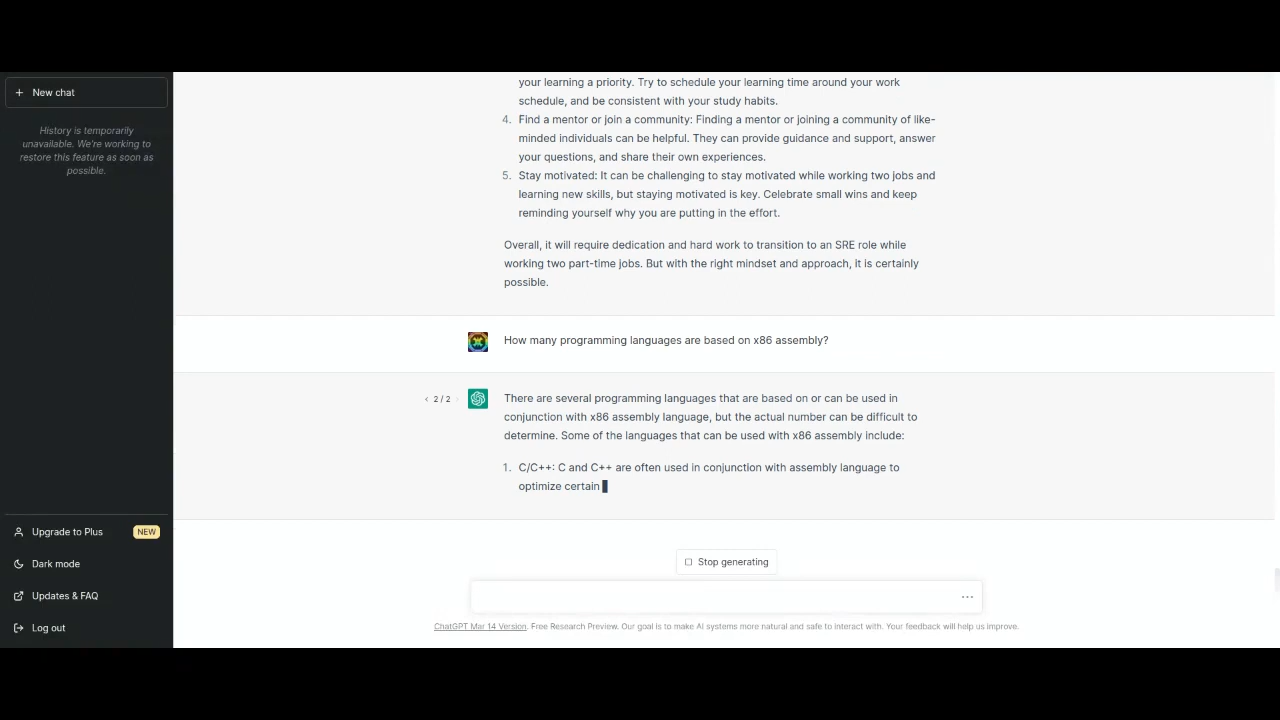 New chat
History is temporarily
unavailable. We're working to
restore this feature as soon as
possible.
Upgrade to Plus
NEW
Dark mode
Updates & FAQ
Log out
your learning a priority. Try to schedule your learning time around your work
schedule, and be consistent with your study habits.
4. Find a mentor or join a community: Finding a mentor or joining a community of like-
minded individuals can be helpful. They can provide guidance and support, answer
your questions, and share their own experiences.
5. Stay motivated: It can be challenging to stay motivated while working two jobs and
learning new skills, but staying motivated is key. Celebrate small wins and keep
reminding yourself why you are putting in the effort.
Overall, it will require dedication and hard work to transition to an SRE role while
working two part-time jobs. But with the right mindset and approach, it is certainly
possible.
How many programming languages are based on x86 assembly?
< 2 / 2 >
There are several programming languages that are based on or can be used in
conjunction with x86 assembly language, but the actual number can be difficult to
determine. Some of the languages that can be used with x86 assembly include:
1. C/C++: C and C++ are often used in conjunction with assembly language to
optimize certain
Stop generating
ChatGPT Mar 14 Version. Free Research Preview. Our goal is to make AI systems more natural and safe to interact with. Your feedback will help us improve.